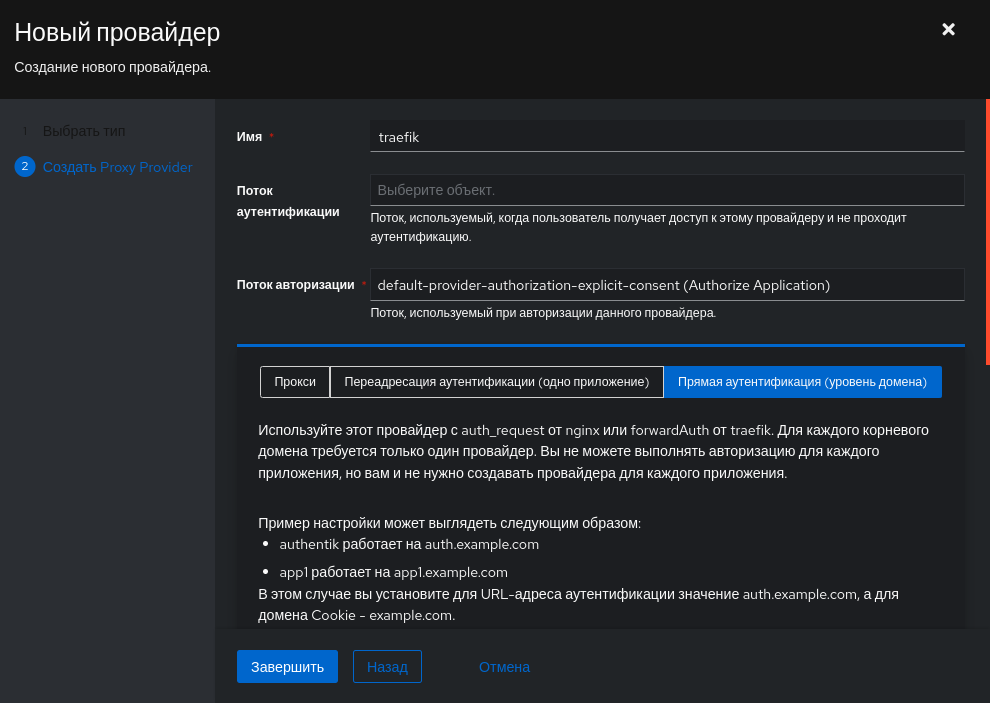 Новый провайдер
Создание нового провайдера.
1 Выбрать тип
2 Создать Proxy Provider
Имя *
traefik
Поток
аутентификации
Выберите объект.
Поток, используемый, когда пользователь получает доступ к этому провайдеру и не проходит
аутентификацию.
Поток авторизации *
default-provider-authorization-explicit-consent (Authorize Application)
Поток, используемый при авторизации данного провайдера.
Прокси
Переадресация аутентификации (одно приложение)
Прямая аутентификация (уровень домена)
Используйте этот провайдер с auth_request от nginx или forwardAuth от traefik. Для каждого корневого
домена требуется только один провайдер. Вы не можете выполнять авторизацию для каждого
приложения, но вам и не нужно создавать провайдера для каждого приложения.
Пример настройки может выглядеть следующим образом:
• authentik работает на auth.example.com
• app1 работает на app1.example.com
В этом случае вы установите для URL-адреса аутентификации значение auth.example.com, а для
домена Cookie - example.com.
Завершить
Назад
Отмена